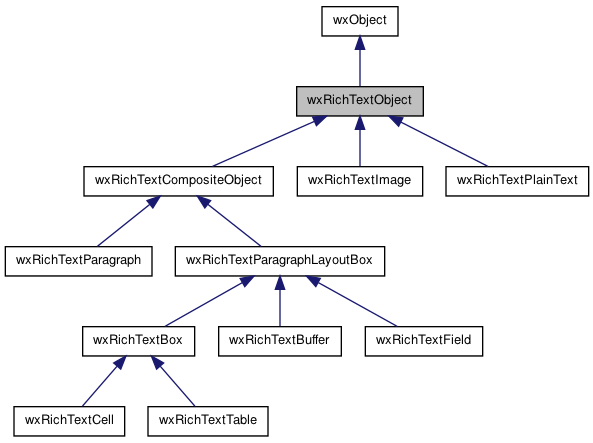 wxObject
wxRichTextObject
wxRichTextCompositeObject
wxRichTextImage
wxRichTextPlainText
wxRichTextParagraph
wxRichTextParagraphLayoutBox
wxRichTextBox
wxRichTextBuffer
wxRichTextField
wxRichTextCell
wxRichTextTable